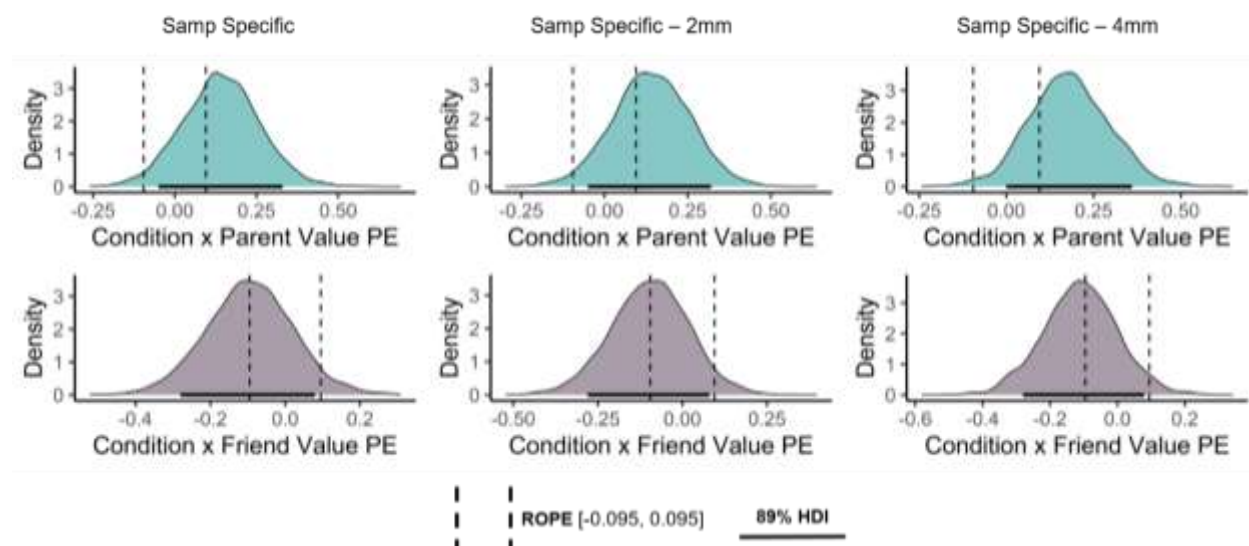 Samp Specific
Samp Specific – 2mm
Samp Specific – 4mm
Density
3
2
1
0
-0.25 0.00 0.25 0.50
Condition x Parent Value PE
Density
3
2
1
0
-0.25 0.00 0.25 0.50
Condition x Parent Value PE
Density
3
2
1
0
-0.25 0.00 0.25 0.50
Condition x Parent Value PE
Density
3
2
1
0
-0.4 -0.2 0.0 0.2
Condition x Friend Value PE
Density
3
2
1
0
-0.50 -0.25 0.00 0.25
Condition x Friend Value PE
Density
3
2
1
0
-0.6 -0.4 -0.2 0.0 0.2
Condition x Friend Value PE
ROPE [-0.095, 0.095]
89% HDI